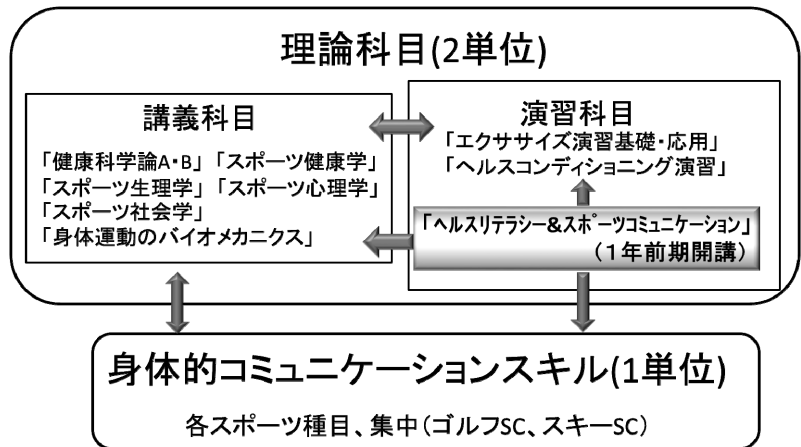 理論科目(2単位)
講義科目
「健康科学論A・B」「スポーツ健康学」
「スポーツ生理学」「スポーツ心理学」
「スポーツ社会学」
「身体運動のバイオメカニクス」
演習科目
「エクササイズ演習基礎・応用」
「ヘルスコンディショニング演習」
「ヘルスリテラシー&スポーツコミュニケーション」
(1年前期開講)
身体的コミュニケーションスキル(1単位)
各スポーツ種目、集中(ゴルフSC、スキーSC)